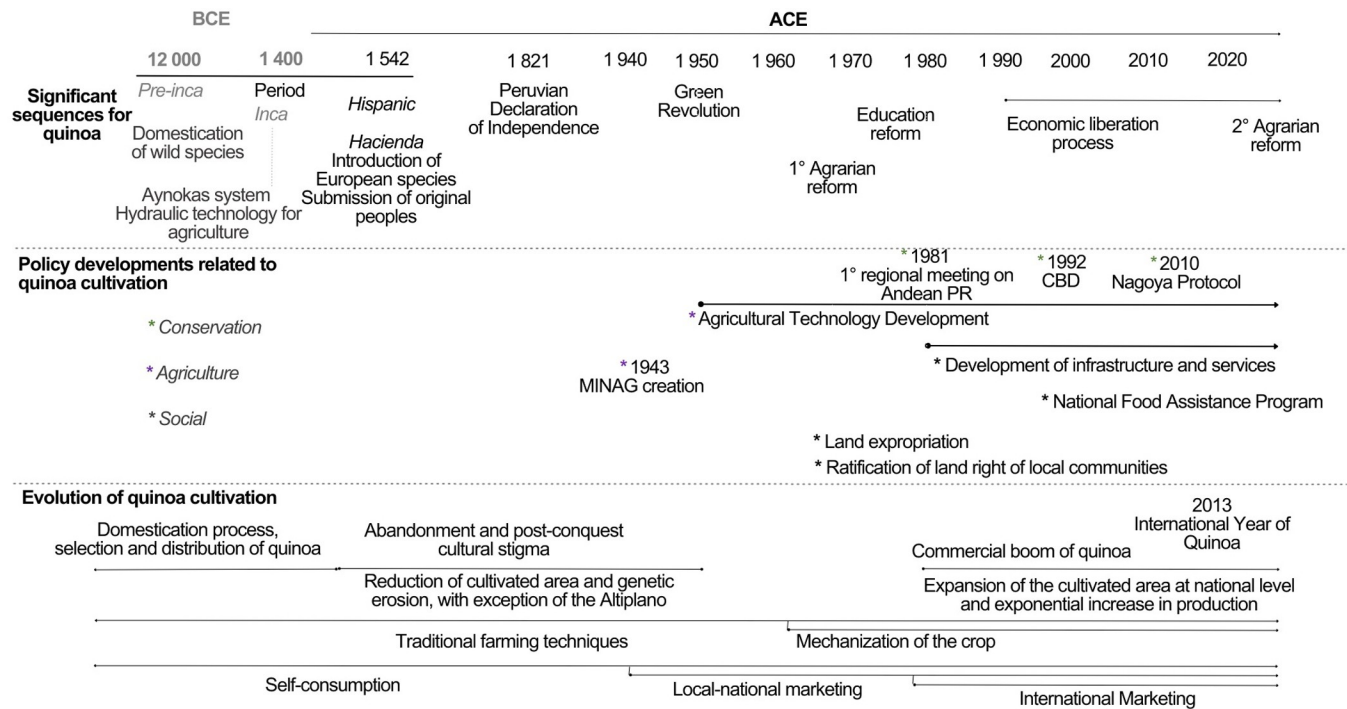 BCE
ACE
12 000
1 400
1 542
1 821
1 940
1 950
1 960
1 970
1 980
1 990
2000
2010
2020
Significant
sequences for
quinoa
Pre-inca
Period
Inca
Domestication
of wild species
Aynokas system
Hydraulic technology for
agriculture
Hispanic
Hacienda
Introduction of
European species
Submission of original
peoples
Peruvian
Declaration
of Independence
Green
Revolution
1° Agrarian
reform
Education
reform
Economic liberation
process
2° Agrarian
reform
Policy developments related to
quinoa cultivation
* Conservation
* Agriculture
* Social
* 1943
MINAG creation
* 1981
1° regional meeting on
Andean PR
* 1992
CBD
* 2010
Nagoya Protocol
* Agricultural Technology Development
* Development of infrastructure and services
* National Food Assistance Program
* Land expropriation
* Ratification of land right of local communities
Evolution of quinoa cultivation
Domestication process,
selection and distribution of quinoa
Abandonment and post-conquest
cultural stigma
Reduction of cultivated area and genetic
erosion, with exception of the Altiplano
Commercial boom of quinoa
2013
International Year of
Quinoa
Expansion of the cultivated area at national level
and exponential increase in production
Traditional farming techniques
Mechanization of the crop
Self-consumption
Local-national marketing
International Marketing